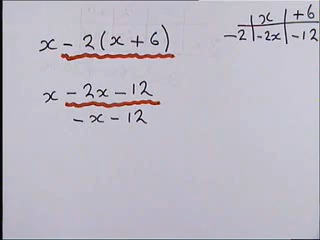 x - 2(x + 6)
x - 2x - 12
- x - 12
x | + 6
- 2 | - 2x | - 12